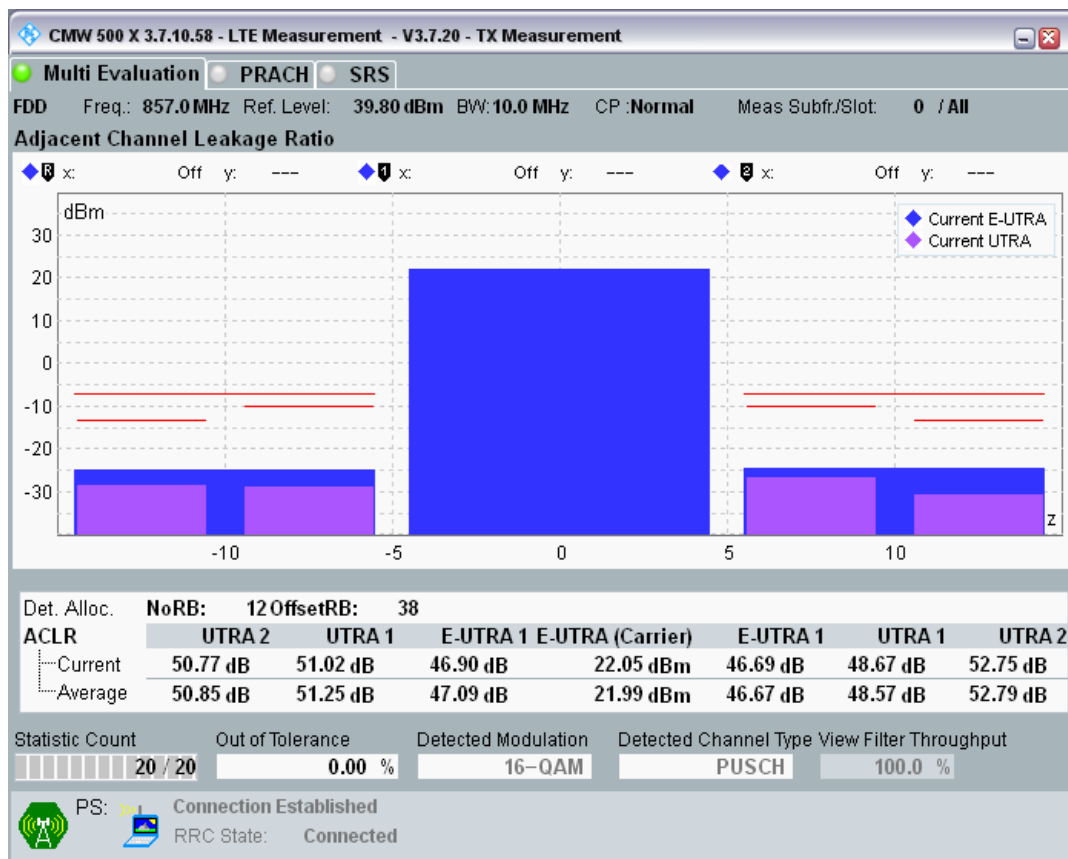 CMW 500 X 3.7.10.58 - LTE Measurement - V3.7.20 - TX Measurement
Multi Evaluation PRACH SRS
FDD Freq.: 857.0 MHz Ref. Level: 39.80 dBm BW: 10.0 MHz CP :Normal Meas Subfr./Slot: 0 / All
Adjacent Channel Leakage Ratio
R x: Off y: --- 1 x: Off y: --- 2 x: Off y: ---
dBm
Current E-UTRA
Current UTRA
30
20
10
0
-10
-20
-30
z
-10 -5 0 5 10
Det. Alloc. NoRB: 12 OffsetRB: 38
ACLR UTRA 2 UTRA 1 E-UTRA 1 E-UTRA (Carrier) E-UTRA 1 UTRA 1 UTRA 2
Current 50.77 dB 51.02 dB 46.90 dB 22.05 dBm 46.69 dB 48.67 dB 52.75 dB
Average 50.85 dB 51.25 dB 47.09 dB 21.99 dBm 46.67 dB 48.57 dB 52.79 dB
Statistic Count Out of Tolerance Detected Modulation Detected Channel Type View Filter Throughput
20 / 20 0.00 % 16-QAM PUSCH 100.0 %
PS: Connection Established
RRC State: Connected